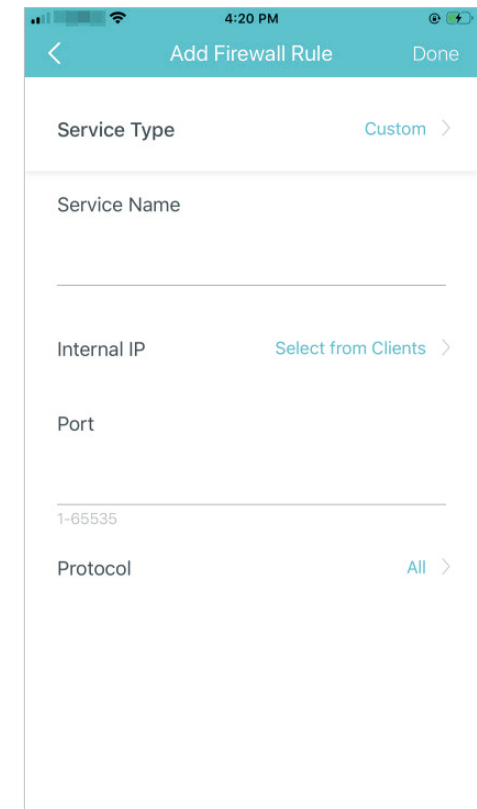 4:20 PM
Add Firewall Rule Done
Service Type Custom
Service Name
Internal IP Select from Clients
Port
1-65535
Protocol All